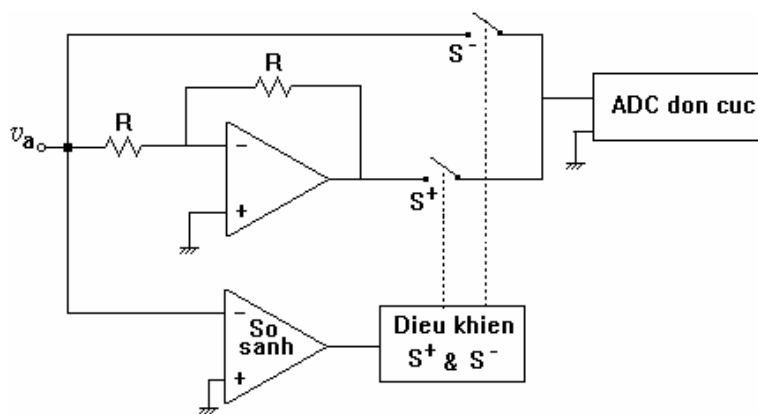 S-
R
ADC don cuc
R
va
-
+
S+
-
So
sanh
+
Dieu khien
S+ & S-